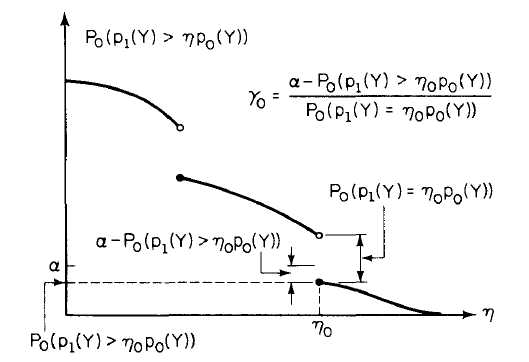 P₀(p₁(Y) > ηp₀(Y))
γ₀ = α–P₀(p₁(Y) > η₀p₀(Y)) / P₀(p₁(Y) = η₀p₀(Y))
P₀(p₁(Y) = η₀p₀(Y))
α–P₀(p₁(Y) > η₀p₀(Y))
α
η₀
η
P₀(p₁(Y) > η₀p₀(Y))